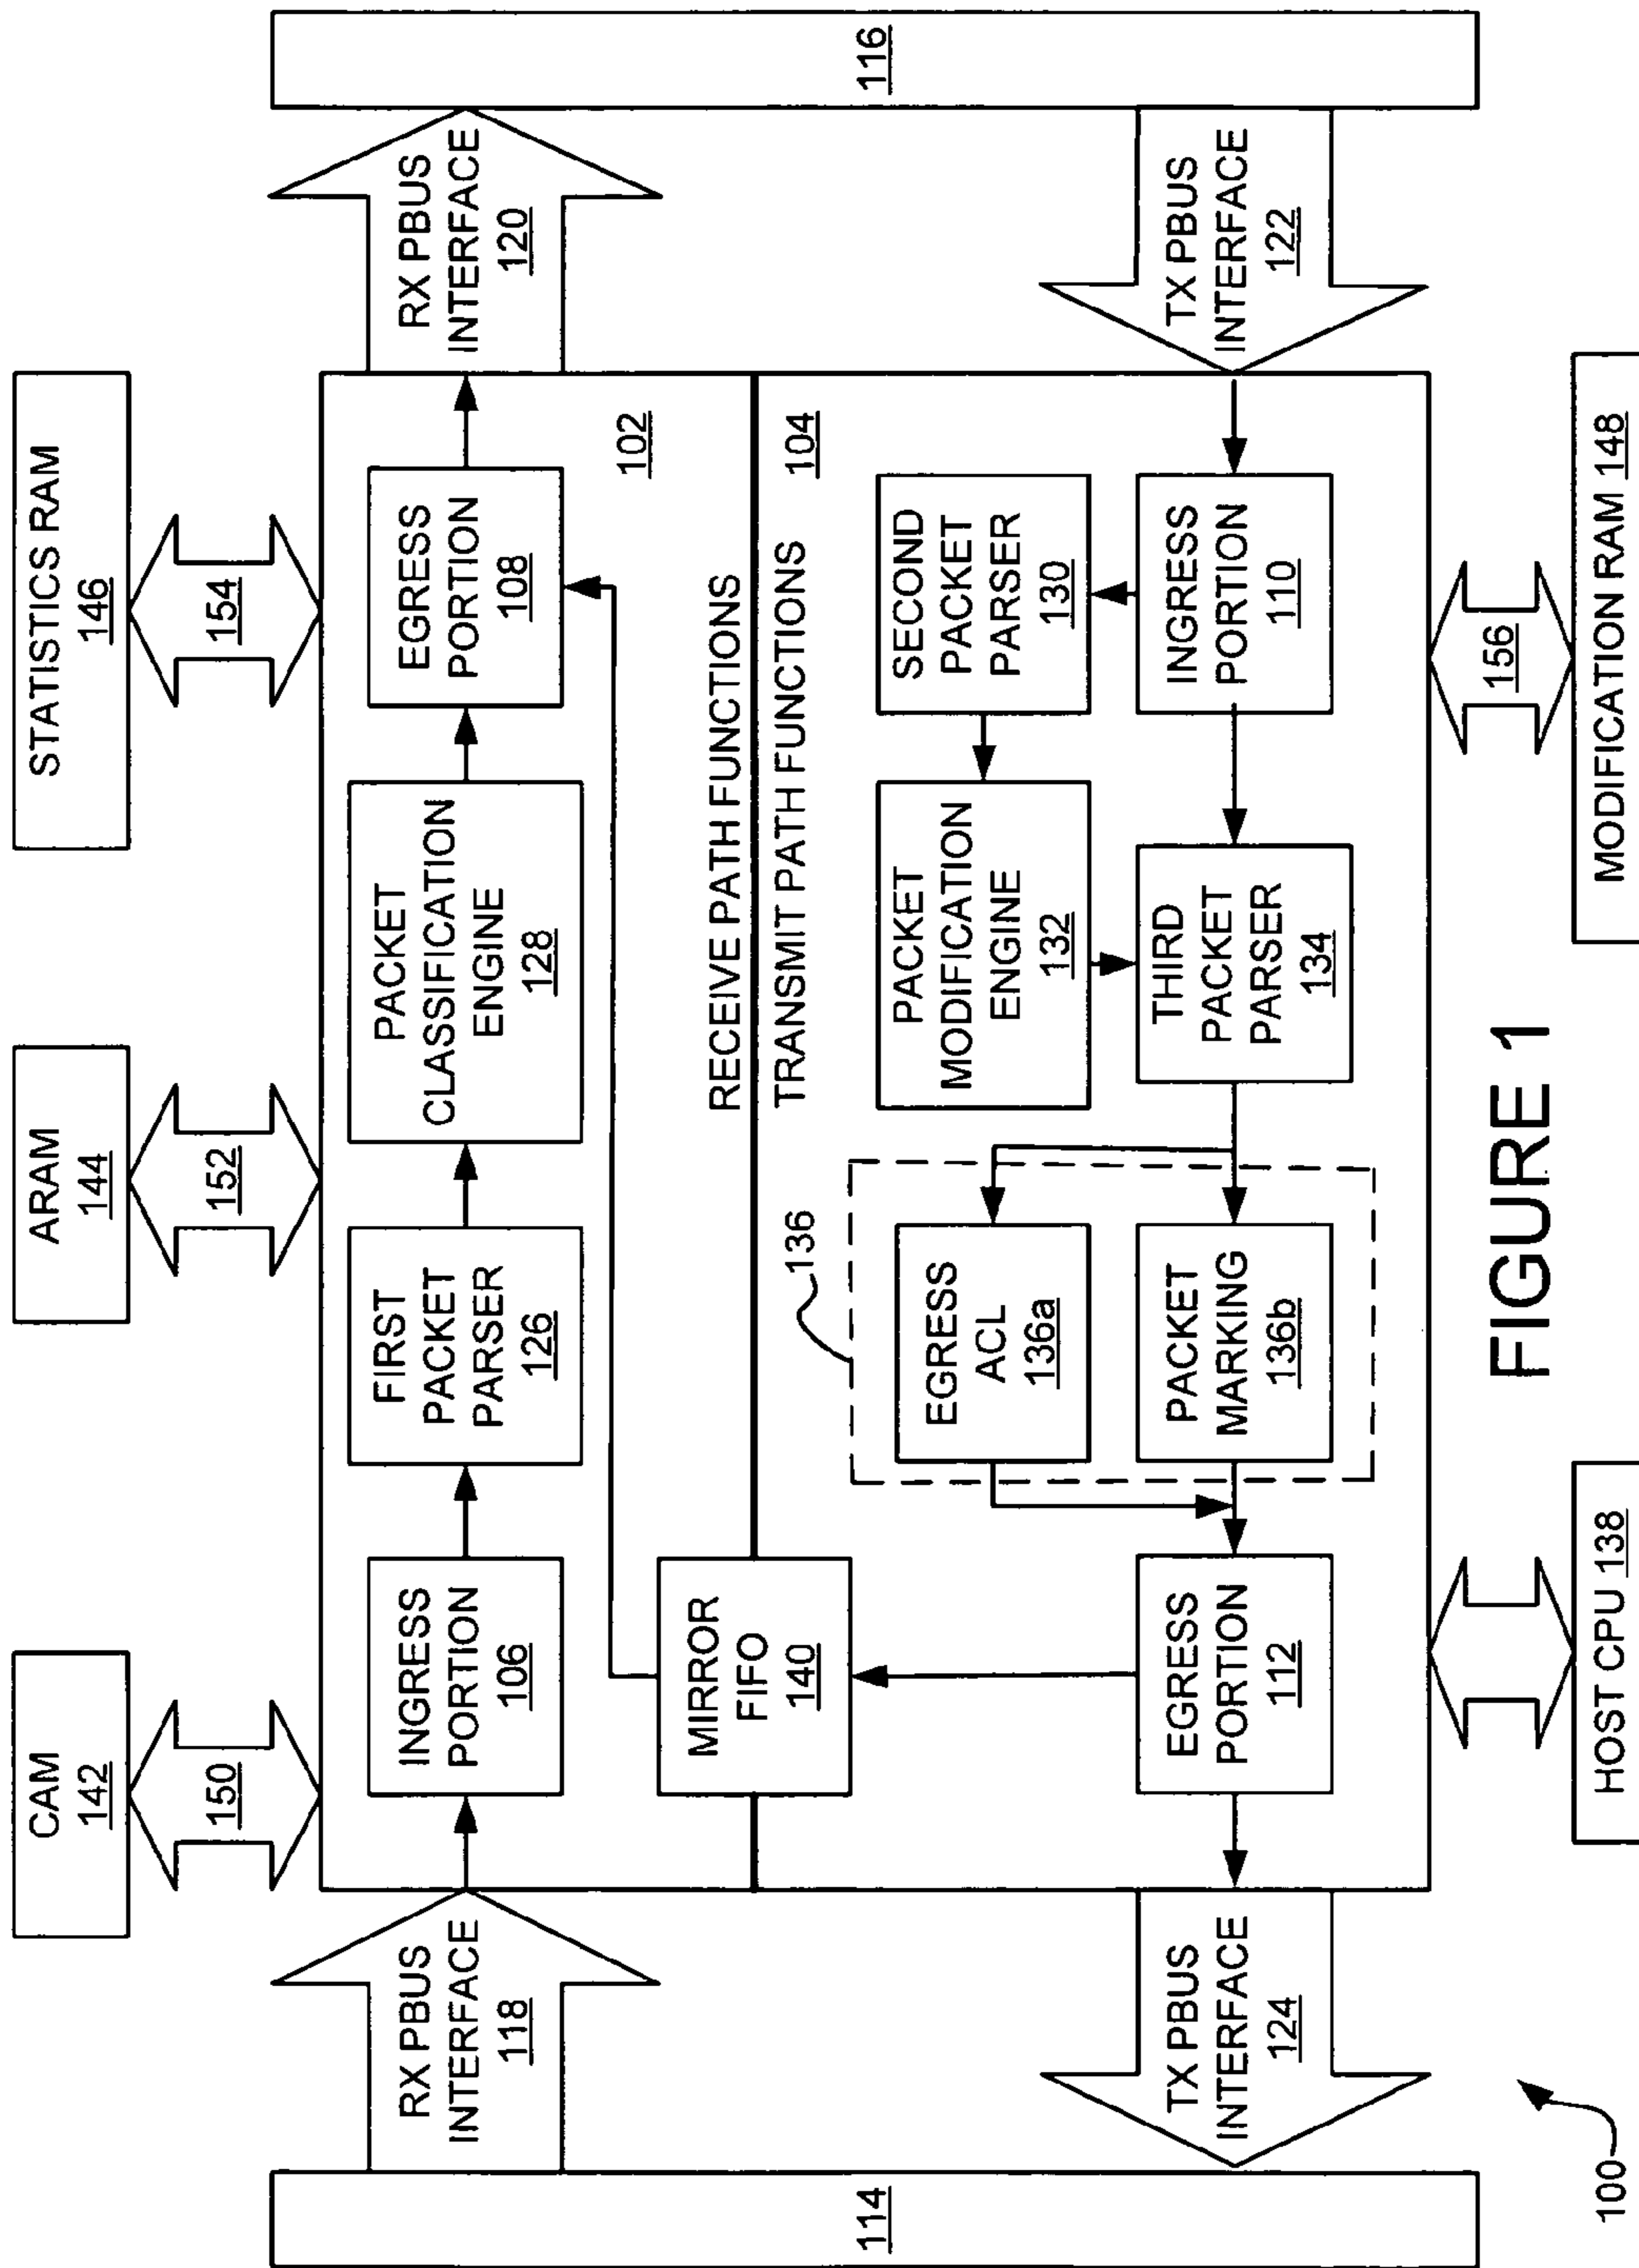 CAM
142
ARAM
144
STATISTICS RAM
146
150
152
154
RX PBUS
INTERFACE
118
INGRESS
PORTION
106
FIRST
PACKET
PARSER
126
PACKET
CLASSIFICATION
ENGINE
128
EGRESS
PORTION
108
RX PBUS
INTERFACE
120
102
MIRROR
FIFO
140
RECEIVE PATH FUNCTIONS
TRANSMIT PATH FUNCTIONS
104
114
116
136
EGRESS
ACL
136a
PACKET
MODIFICATION
ENGINE
132
SECOND
PACKET
PARSER
130
TX PBUS
INTERFACE
124
EGRESS
PORTION
112
PACKET
MARKING
136b
THIRD
PACKET
PARSER
134
INGRESS
PORTION
110
TX PBUS
INTERFACE
122
156
HOST CPU 138
MODIFICATION RAM 148
100
FIGURE 1